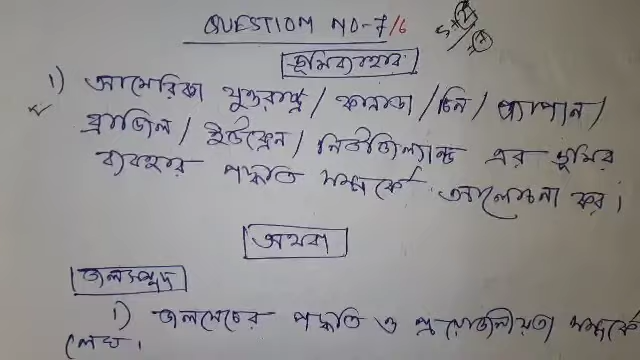 QUESTION NO-7/6
ভূমিব্যবহার
1) আমেরিকা যুক্তরাষ্ট্র / কানাডা / চিন / জাপান /
ব্রাজিল / ইউক্রেন / নিউজিল্যান্ড এর ভূমির
ব্যবহার পদ্ধতি সম্পর্কে আলোচনা কর।
অথবা
জলসম্পদ
1) জলসেচের পদ্ধতি ও প্রয়োজনীয়তা সম্পর্কে
লেখ।